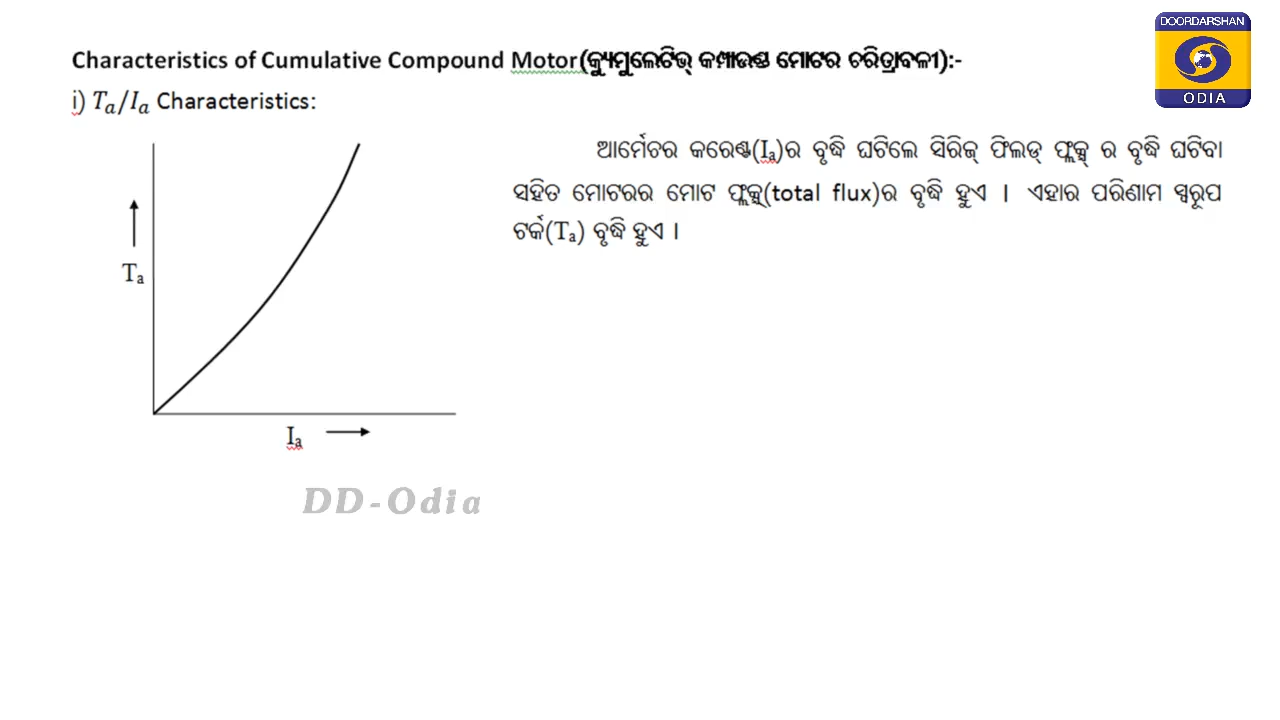 DOORDARSHAN
ODIA
Characteristics of Cumulative Compound Motor(କ୍ୟୁମୁଲେଟିଭ୍ କମ୍ପାଉଣ୍ଡ ମୋଟର ଚରିତ୍ରାବଳୀ):-
i) Tₐ/Iₐ Characteristics:
ଆର୍ମେଚର କରେଣ୍ଟ(Iₐ)ର ବୃଦ୍ଧି ଘଟିଲେ ସିରିଜ୍ ଫିଲଡ୍ ଫ୍ଲକ୍ସ୍ ର ବୃଦ୍ଧି ଘଟିବା
ସହିତ ମୋଟରର ମୋଟ ଫ୍ଲକ୍ସ୍(total flux)ର ବୃଦ୍ଧି ହୁଏ । ଏହାର ପରିଣାମ ସ୍ୱରୂପ
ଟର୍କ(Tₐ) ବୃଦ୍ଧି ହୁଏ ।
Tₐ
Iₐ
DD-Odia